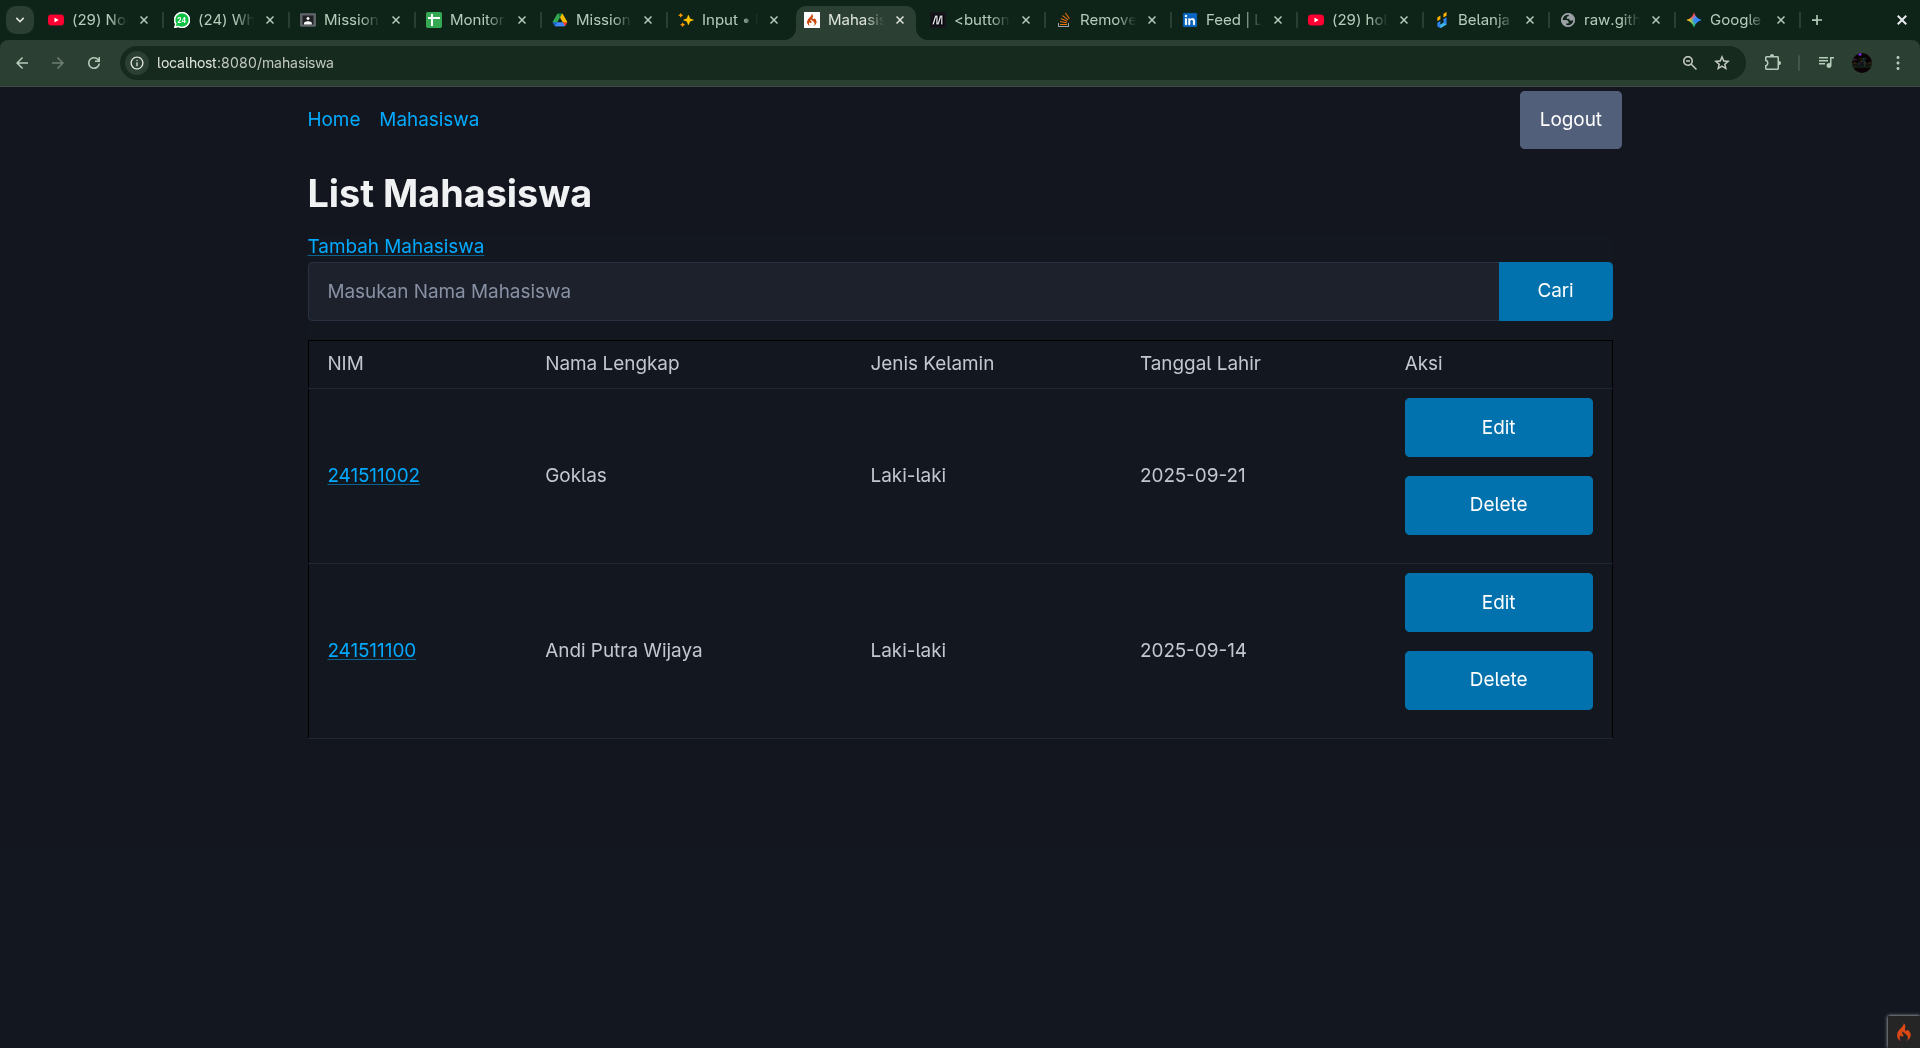 (29) No
(24) Wh
Mission
Monitor
Mission
Input •
Mahasis
<button
Remove
Feed | L
(29) ho
Belanja
raw.gith
Google
localhost:8080/mahasiswa
Home Mahasiswa Logout
List Mahasiswa
Tambah Mahasiswa
Masukan Nama Mahasiswa Cari
NIM Nama Lengkap Jenis Kelamin Tanggal Lahir Aksi
241511002 Goklas Laki-laki 2025-09-21 Edit
Delete
241511100 Andi Putra Wijaya Laki-laki 2025-09-14 Edit
Delete